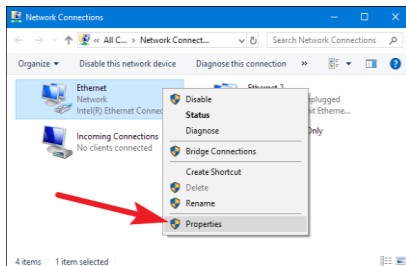 Network Connections
« All C... » Network Connect...
Search Network Connections
Organize
Disable this network device
Diagnose this connection
»
Ethernet
Network
Intel(R) Ethernet Connec
Ethernet 2
plugged
it Etherne...
Incoming Connections
No clients connected
Only
Disable
Status
Diagnose
Bridge Connections
Create Shortcut
Delete
Rename
Properties
4 items
1 item selected